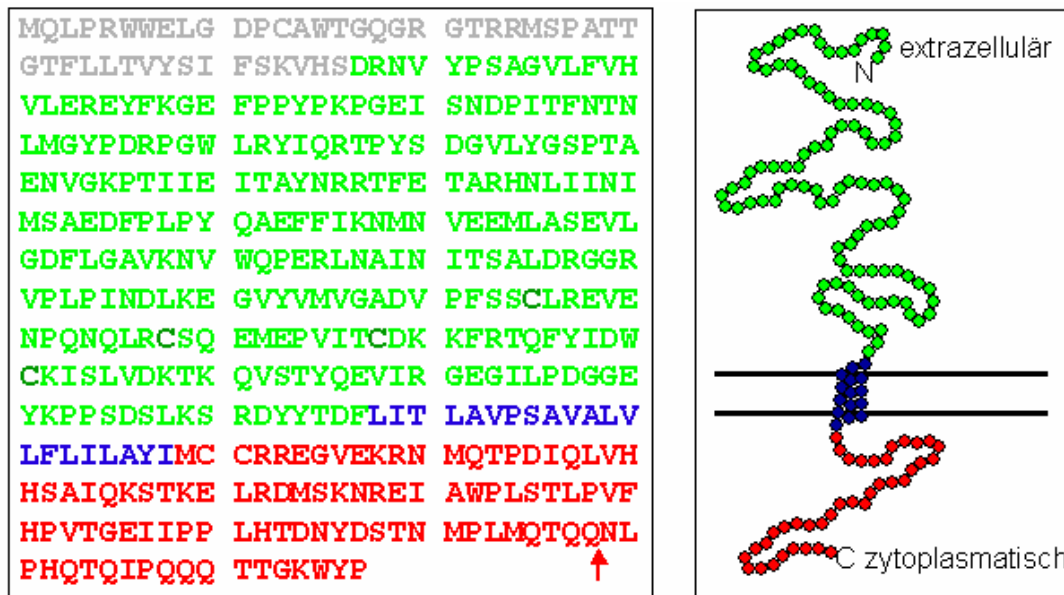 MQLPRWWELG DPCAWTGQGR GTRRMSPATT
GTFLLTVYSI FSKVHSDRNV YPSAGVLFVH
VLEREYFKGE FPPYPKPGEI SNDPITFNTN
LMGYPDRPGW LRYIQRTPYS DGVLYGSPTA
ENVGKPTIIE ITAYNRRTFE TARHNLIINI
MSAEDFPLPY QAEFFIKNMN VEEMLASEVL
GDFLGAVKNV WQPERLNAIN ITSALDRGGR
VPLPINDLKE GVYVMVGADV PFSSCLREVE
NPQNQLRCSQ EMEPVITCDK KFRTQFYIDW
CKISLVDKTK QVSTYQEVIR GEGILPDGGE
YKPPSDSLKS RDYYTDFLIT LAVPSAVALV
LFLILAYIMC CRREGVEKRN MQTPDIQLVH
HSAIQKSTKE LRDMSKNREI AWPLSTLPVF
HPVTGEIIPP LHTDNYDSTN MPLMQTQQNL
PHQTQIPQQQ TTGKWYP
extrazellulär
N
C zytoplasmatisch